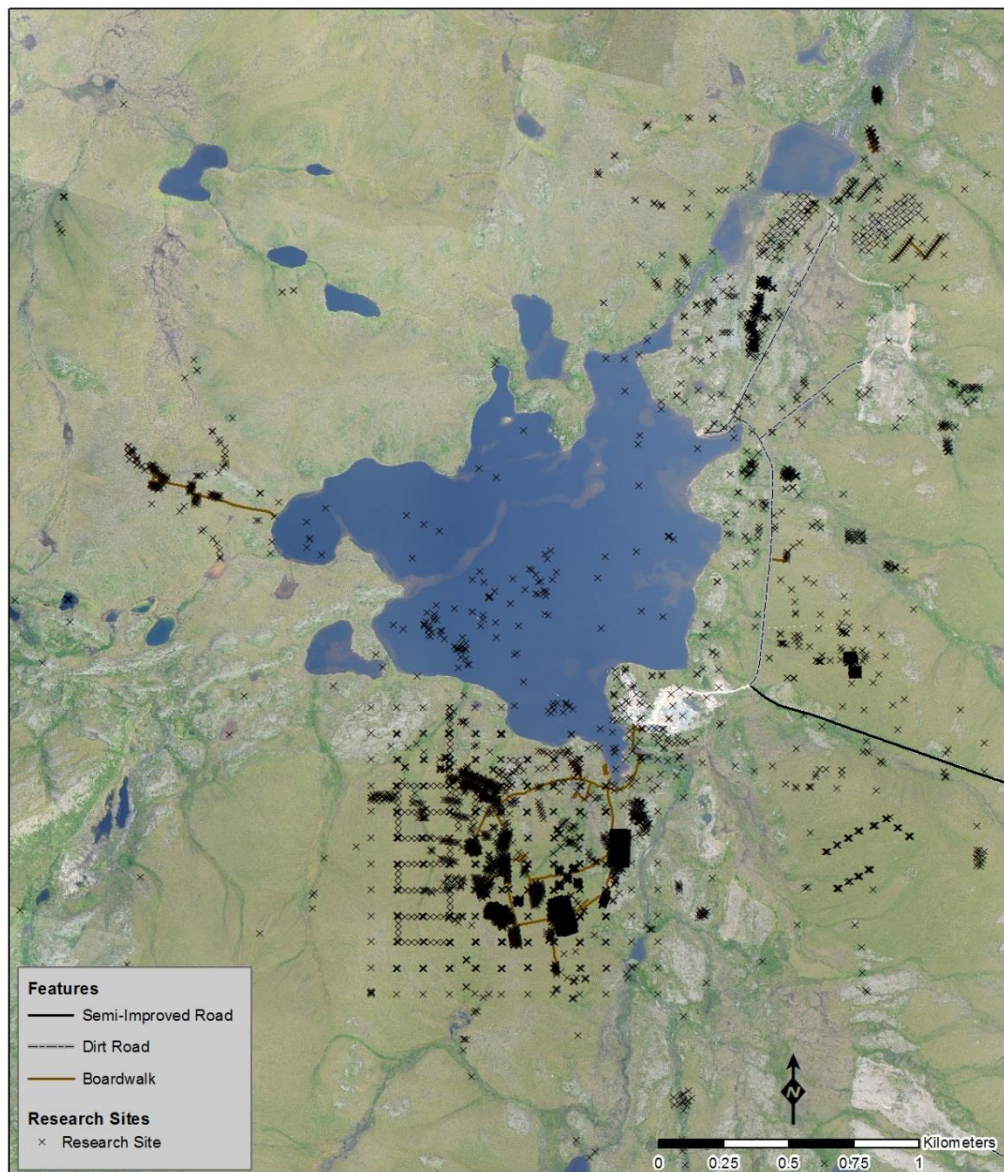 Features
Semi-Improved Road
Dirt Road
Boardwalk
Research Sites
Research Site
N
Kilometers
0 0.25 0.5 0.75 1